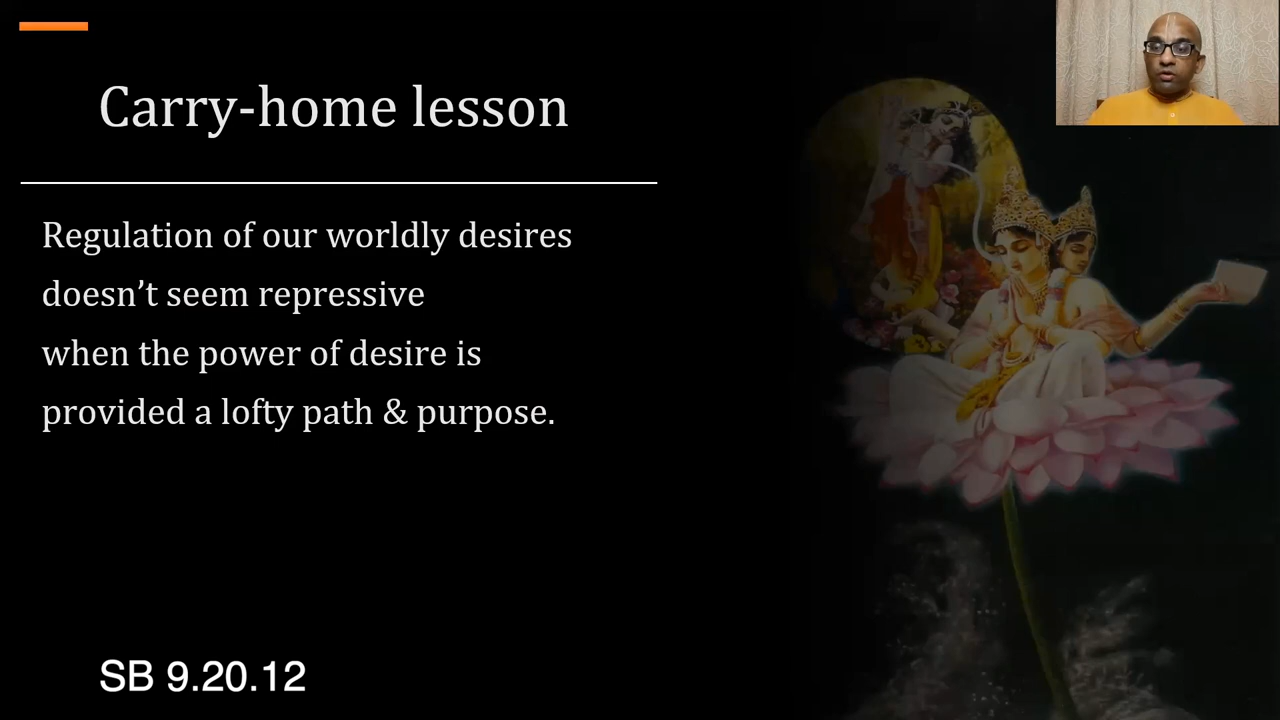 Carry-home lesson
Regulation of our worldly desires
doesn’t seem repressive
when the power of desire is
provided a lofty path & purpose.
SB 9.20.12